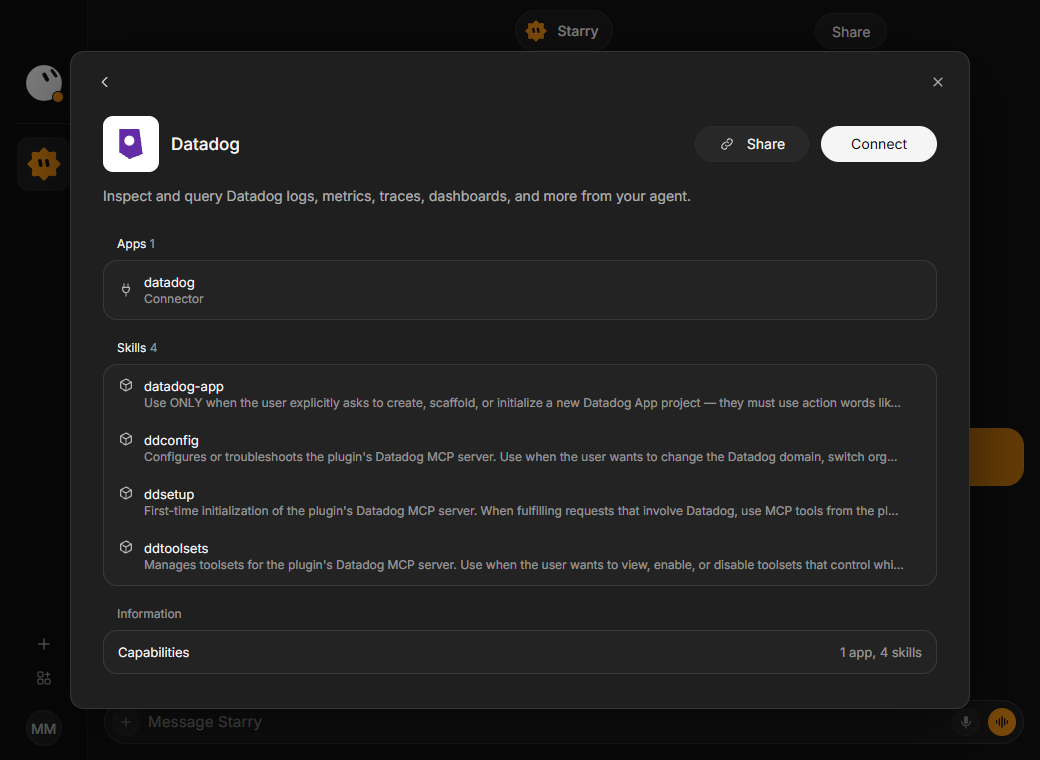 Starry
Share
Datadog
Share
Connect
Inspect and query Datadog logs, metrics, traces, dashboards, and more from your agent.
Apps 1
datadog
Connector
Skills 4
datadog-app
Use ONLY when the user explicitly asks to create, scaffold, or initialize a new Datadog App project — they must use action words lik...
ddconfig
Configures or troubleshoots the plugin's Datadog MCP server. Use when the user wants to change the Datadog domain, switch org...
ddsetup
First-time initialization of the plugin's Datadog MCP server. When fulfilling requests that involve Datadog, use MCP tools from the pl...
ddtoolsets
Manages toolsets for the plugin's Datadog MCP server. Use when the user wants to view, enable, or disable toolsets that control whi...
Information
Capabilities
1 app, 4 skills
MM
Message Starry